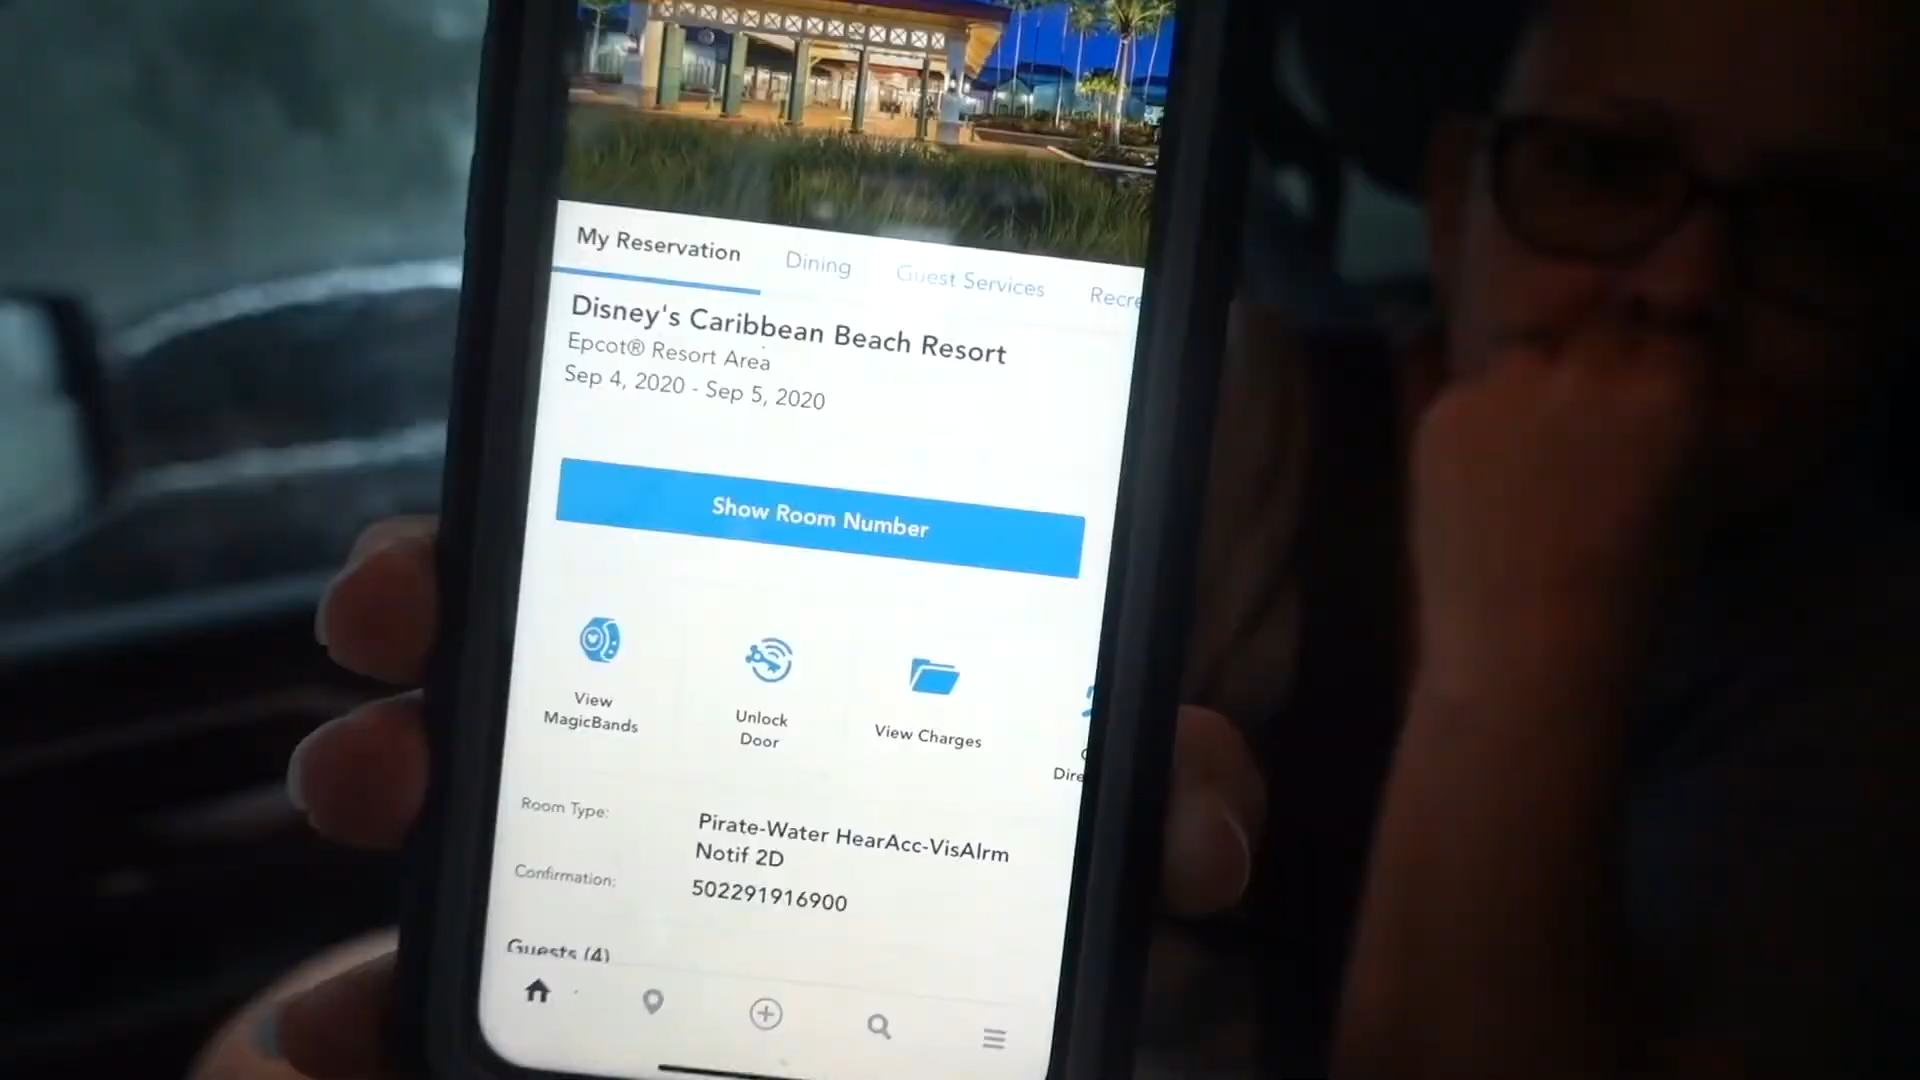 My Reservation Dining Guest Services Recre
Disney's Caribbean Beach Resort
Epcot® Resort Area
Sep 4, 2020 - Sep 5, 2020
Show Room Number
View
MagicBands
Unlock
Door
View Charges
Dire
Room Type:
Pirate-Water HearAcc-VisAlrm
Notif 2D
Confirmation:
502291916900
Guests (4)